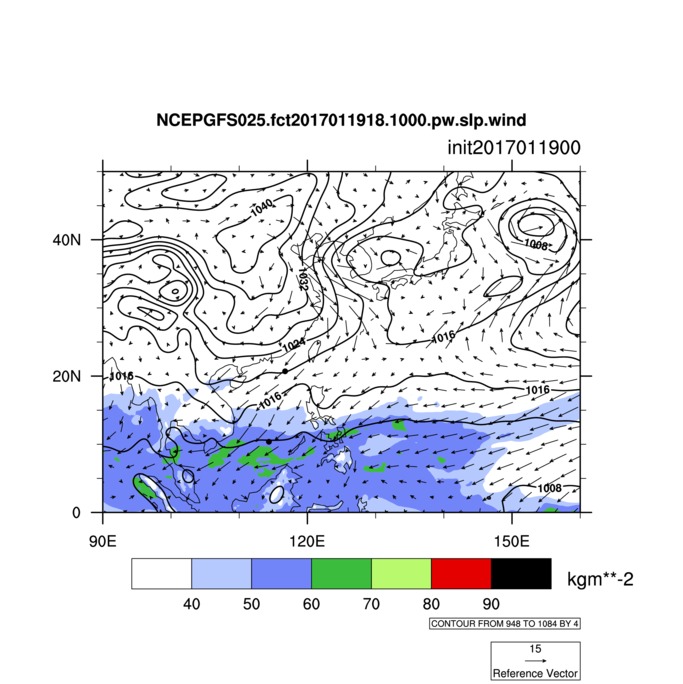 NCEPGFS025.fct2017011918.1000.pw.slp.wind
init2017011900
1040
40N
1008
1032
1024
1016
20N
1016
1016
1016
1008
0
90E 120E 150E
kgm**-2
40 50 60 70 80 90
CONTOUR FROM 948 TO 1084 BY 4
15
Reference Vector